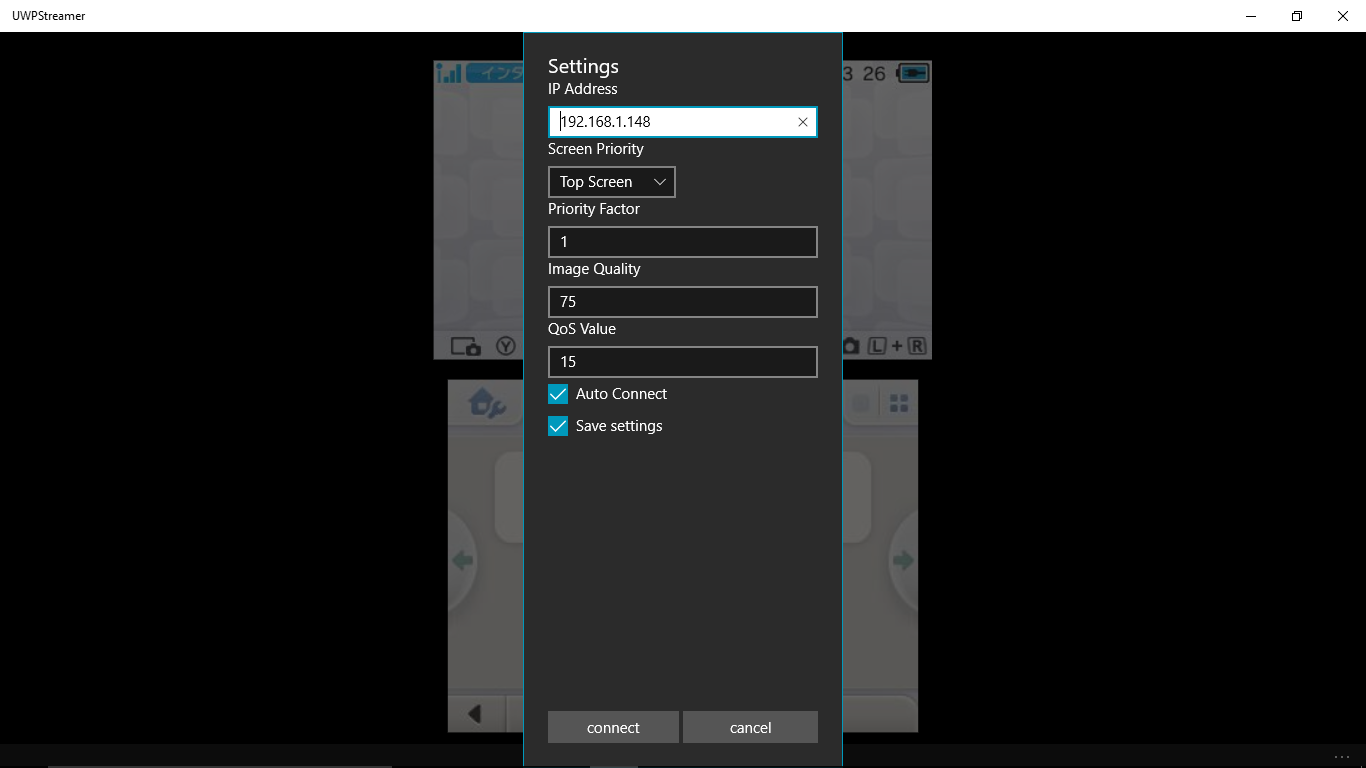 UWPStreamer
Settings
IP Address
192.168.1.148
Screen Priority
Top Screen
Priority Factor
1
Image Quality
75
QoS Value
15
Auto Connect
Save settings
connect cancel
インタ
3 26
Y
L + R